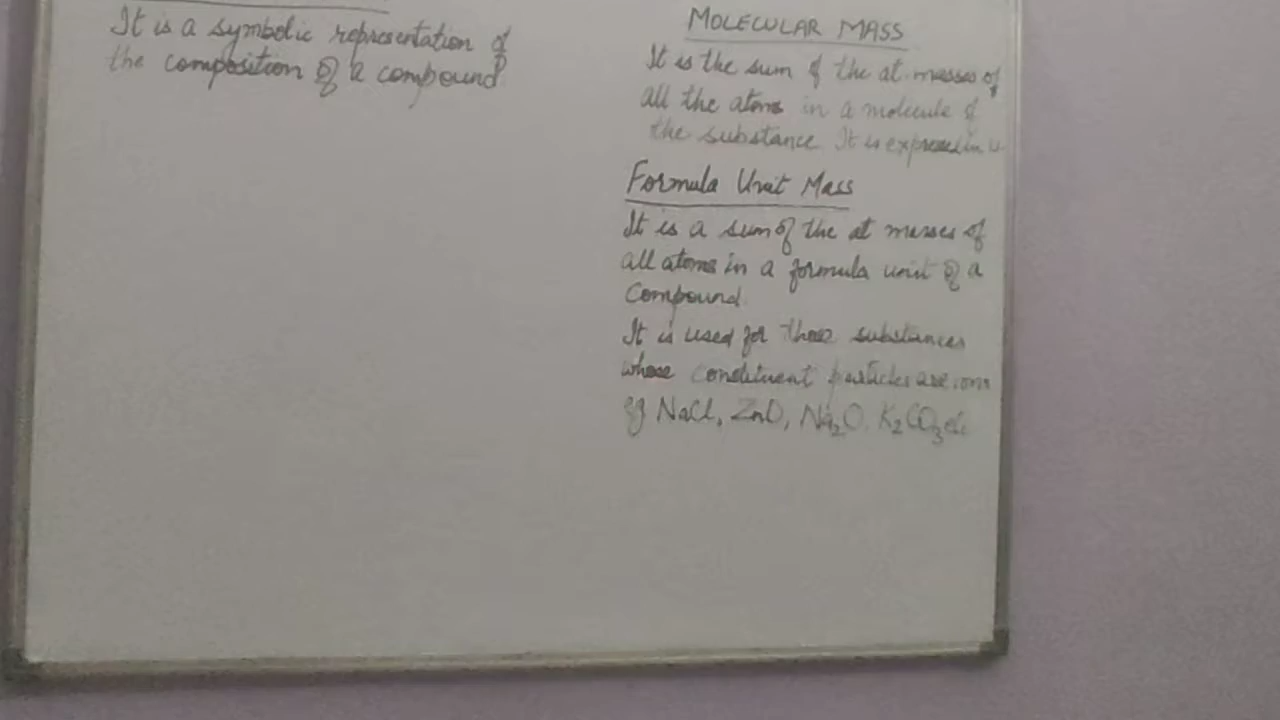 It is a symbolic representation of
the composition of a compound
MOLECULAR MASS
It is the sum of the at. masses of
all the atoms in a molecule of
the substance. It is expressed in u
Formula Unit Mass
It is a sum of the at masses of
all atoms in a formula unit of a
Compound.
It is used for those substances
whose constituent particles are ions
eg NaCl, ZnO, Na₂O, K₂CO₃ etc